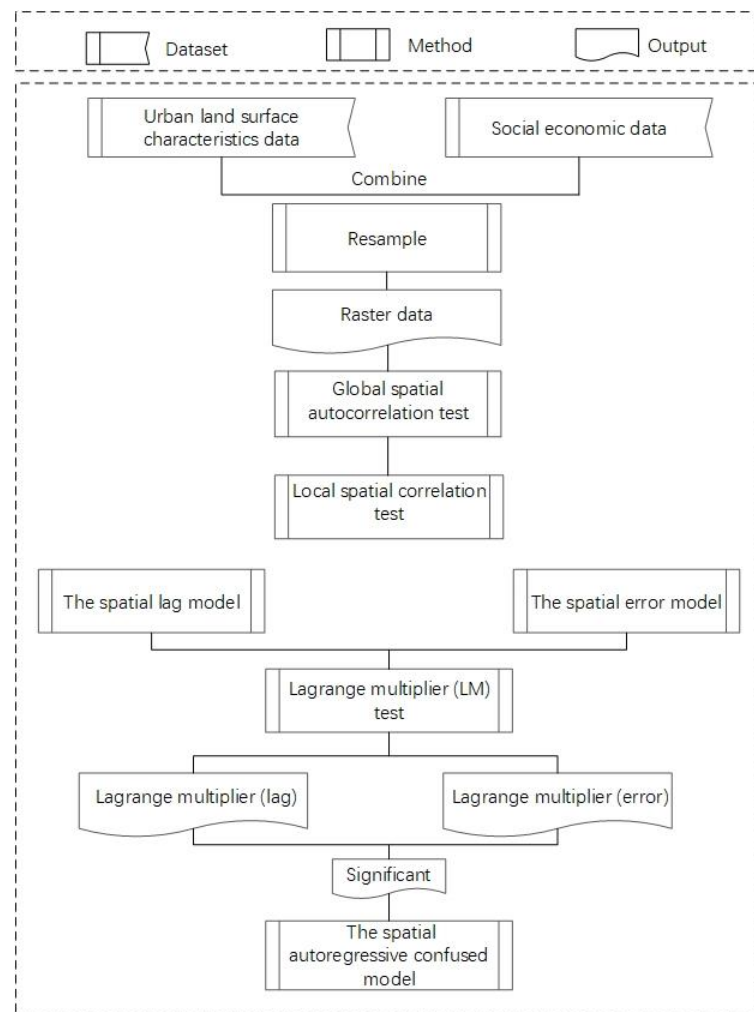 Dataset
Method
Output
Urban land surface
characteristics data
Social economic data
Combine
Resample
Raster data
Global spatial
autocorrelation test
Local spatial correlation
test
The spatial lag model
The spatial error model
Lagrange multiplier (LM)
test
Lagrange multiplier (lag)
Lagrange multiplier (error)
Significant
The spatial
autoregressive confused
model